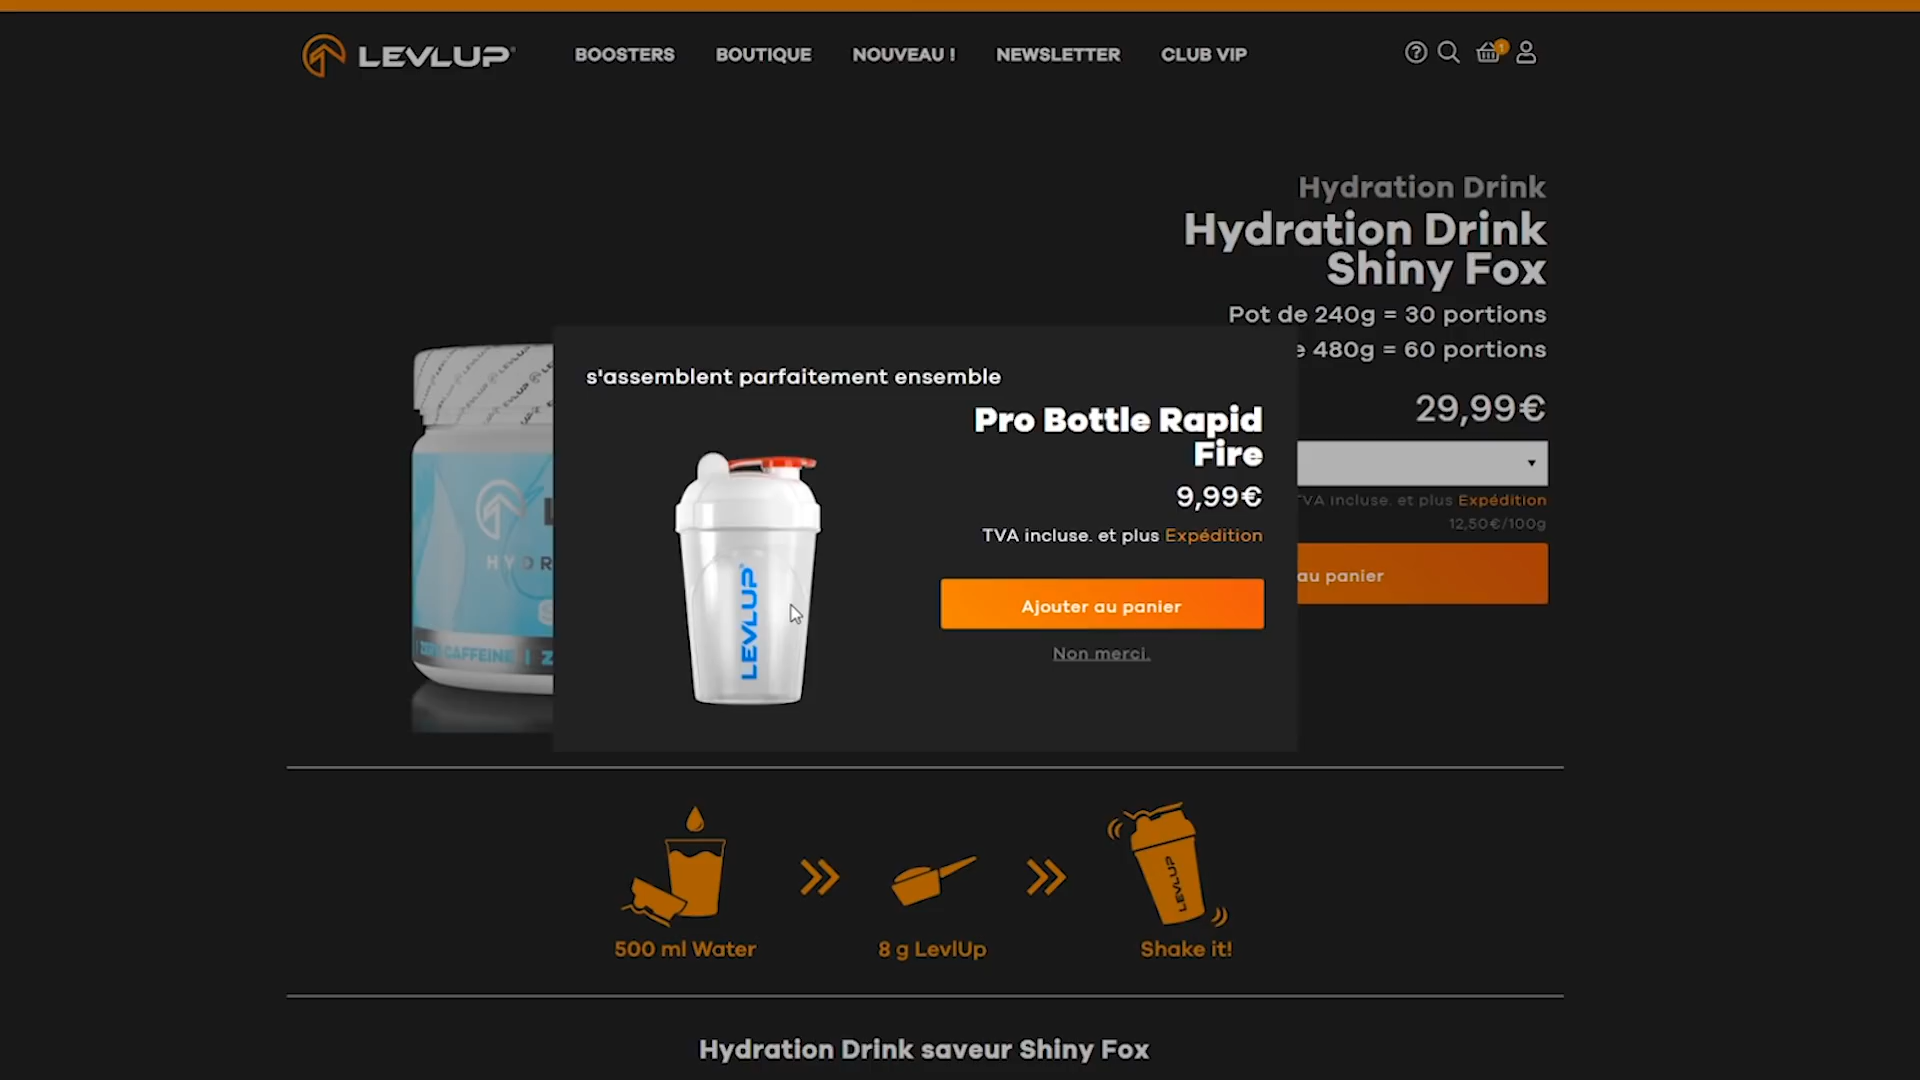 LEVLUP
BOOSTERS
BOUTIQUE
NOUVEAU !
NEWSLETTER
CLUB VIP
1
Hydration Drink
Hydration Drink
Shiny Fox
Pot de 240g = 30 portions
480g = 60 portions
29,99€
TVA incluse. et plus Expédition
12,50€/100g
au panier
s'assemblent parfaitement ensemble
Pro Bottle Rapid
Fire
9,99€
TVA incluse. et plus Expédition
Ajouter au panier
Non merci.
LEVLUP
CAFFEINE |
500 ml Water
8 g LevlUp
LEVLUP
Shake it!
Hydration Drink saveur Shiny Fox